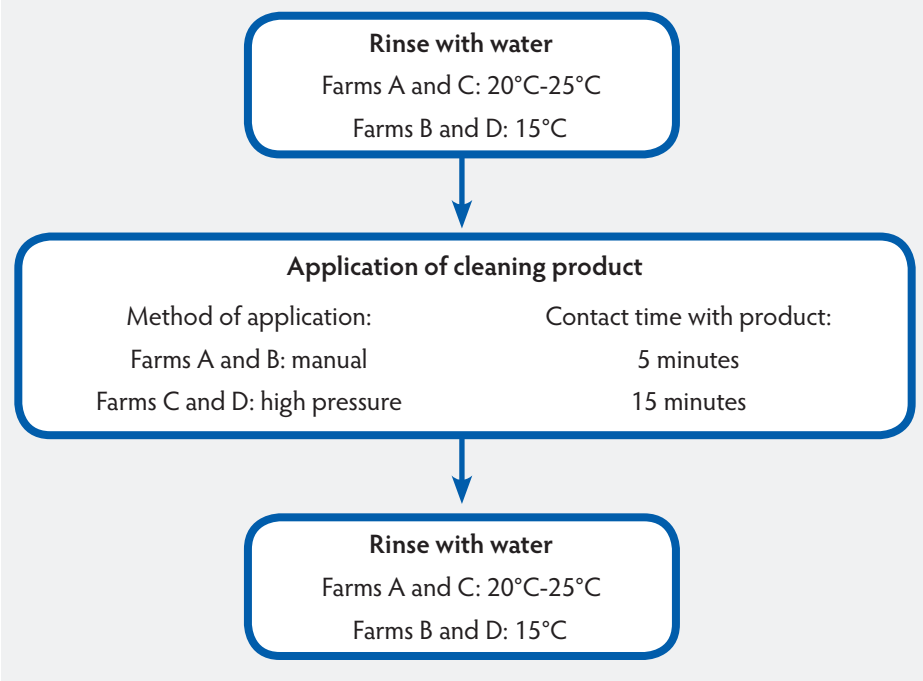 Rinse with water
Farms A and C: 20°C-25°C
Farms B and D: 15°C
Application of cleaning product
Method of application:
Farms A and B: manual
Farms C and D: high pressure
Contact time with product:
5 minutes
15 minutes
Rinse with water
Farms A and C: 20°C-25°C
Farms B and D: 15°C